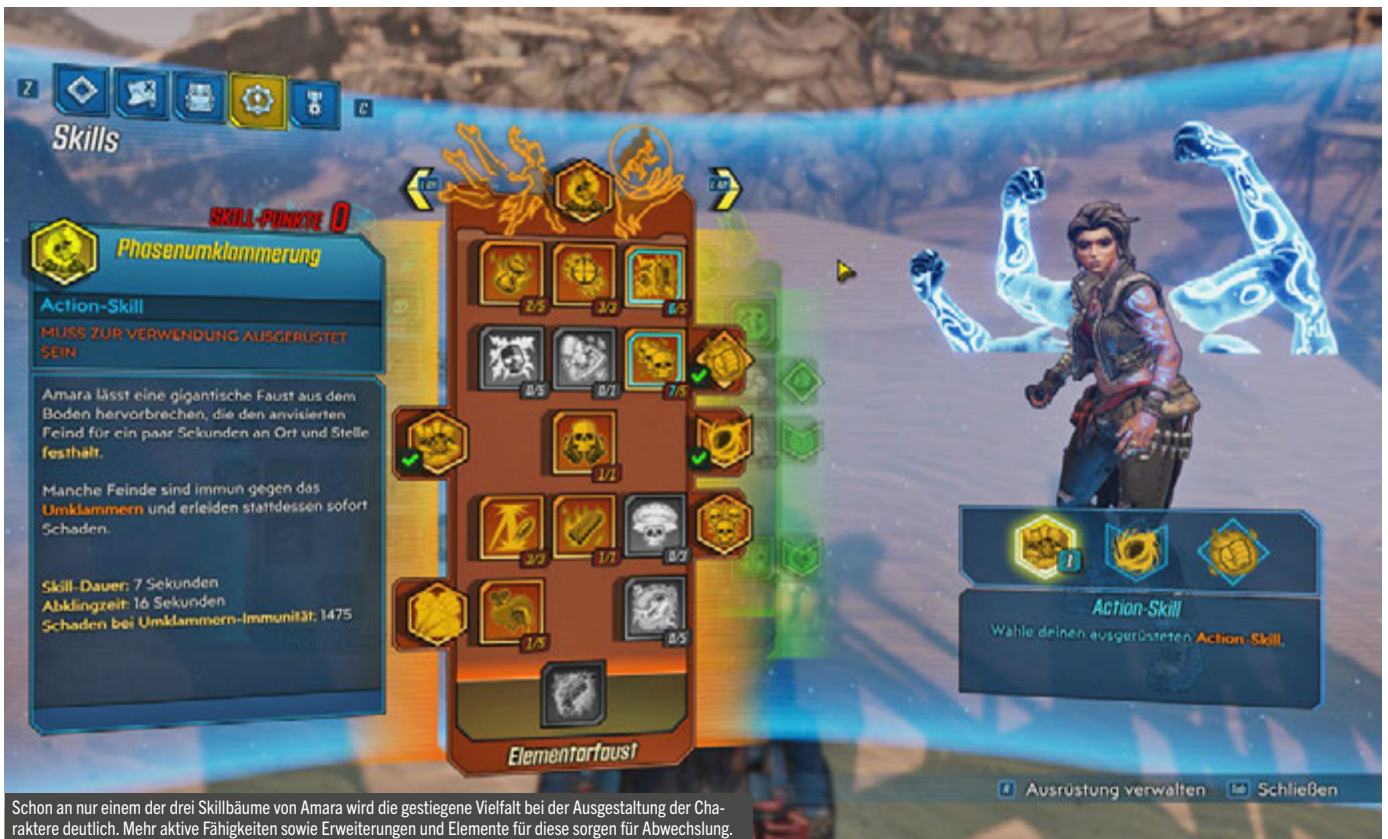 Z
C
Skills
SKILL-PUNKTE 0
Phasenumklammerung
Action-Skill
MUSS ZUR VERWENDUNG AUSGERÜSTET
SEIN
Amara lässt eine gigantische Faust aus dem
Boden hervorbrechen, die den anvisierten
Feind für ein paar Sekunden an Ort und Stelle
festhält.
Manche Feinde sind immun gegen das
Umklammern und erleiden stattdessen sofort
Schaden.
Skill-Dauer: 7 Sekunden
Abklingzeit: 16 Sekunden
Schaden bei Umklammern-Immunität: 1475
2/5
3/3
6/5
0/5
0/1
7/5
1/1
3/3
1/1
0/3
1/5
0/5
Elementarfaust
1
Action-Skill
Wähle deinen ausgerüsteten Action-Skill.
Ausrüstung verwalten
Schließen
Schon an nur einem der drei Skillbäume von Amara wird die gestiegene Vielfalt bei der Ausgestaltung der Cha-
raktere deutlich. Mehr aktive Fähigkeiten sowie Erweiterungen und Elemente für diese sorgen für Abwechslung.